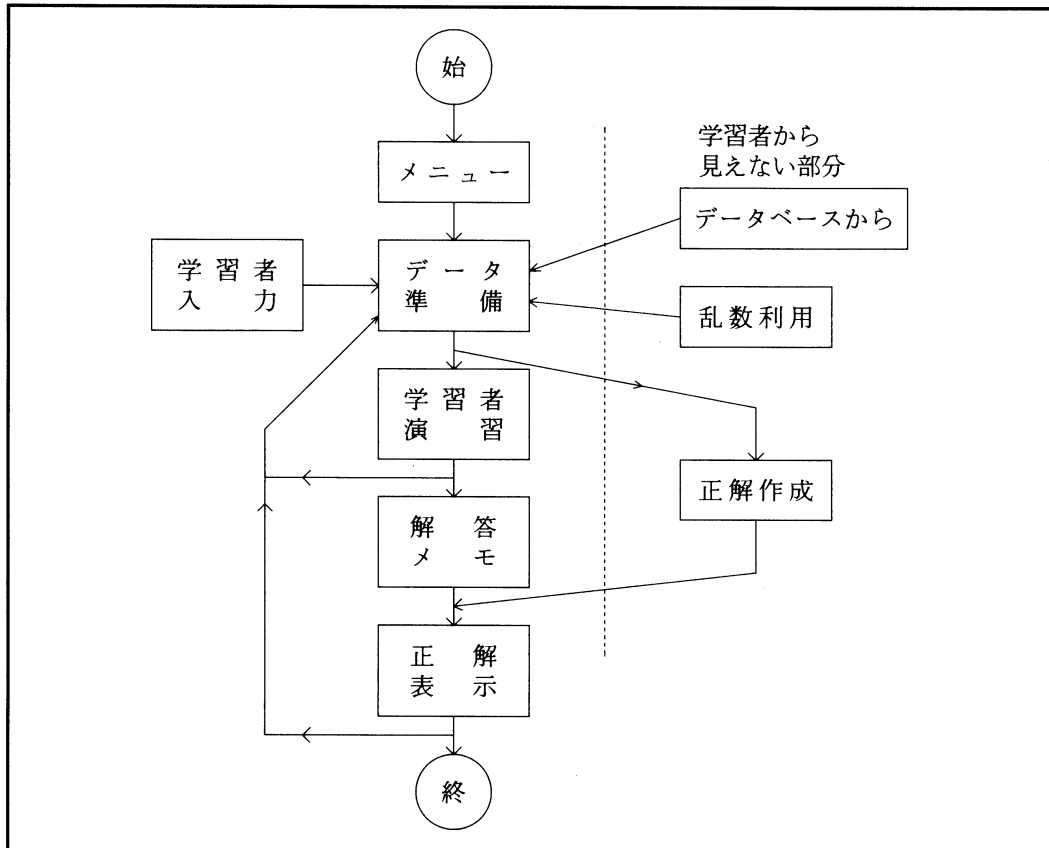 始
メニュー
学習者から
見えない部分
データベースから
学習者
入力
データ
準備
乱数利用
学習者
演習
正解作成
解答
メモ
正解
表示
終